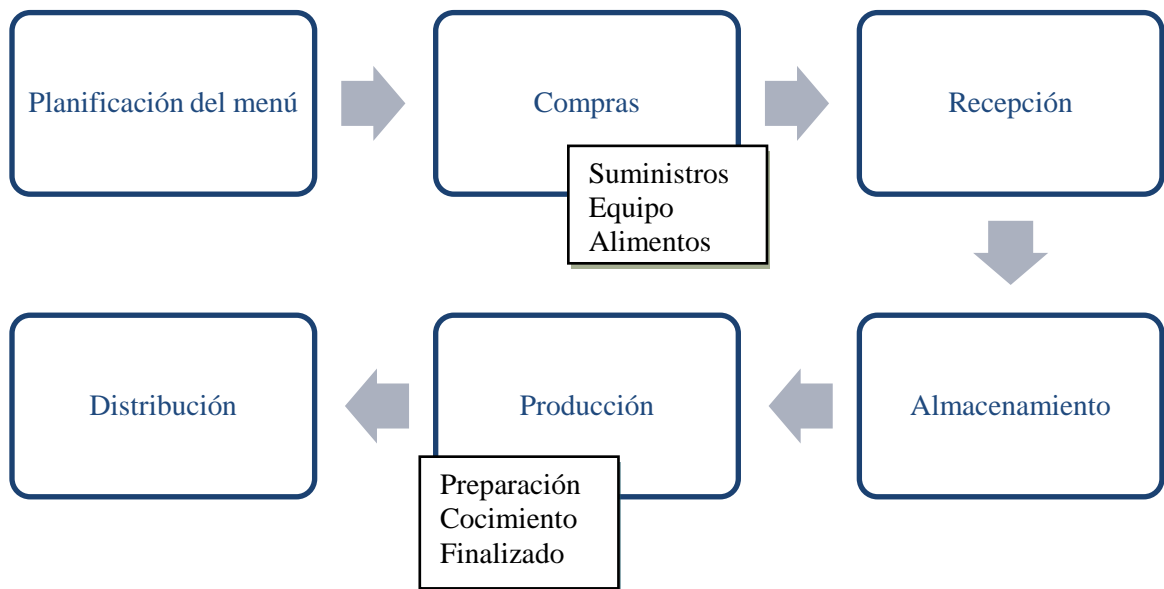 Planificación del menú
Compras
Suministros
Equipo
Alimentos
Recepción
Almacenamiento
Producción
Preparación
Cocimiento
Finalizado
Distribución